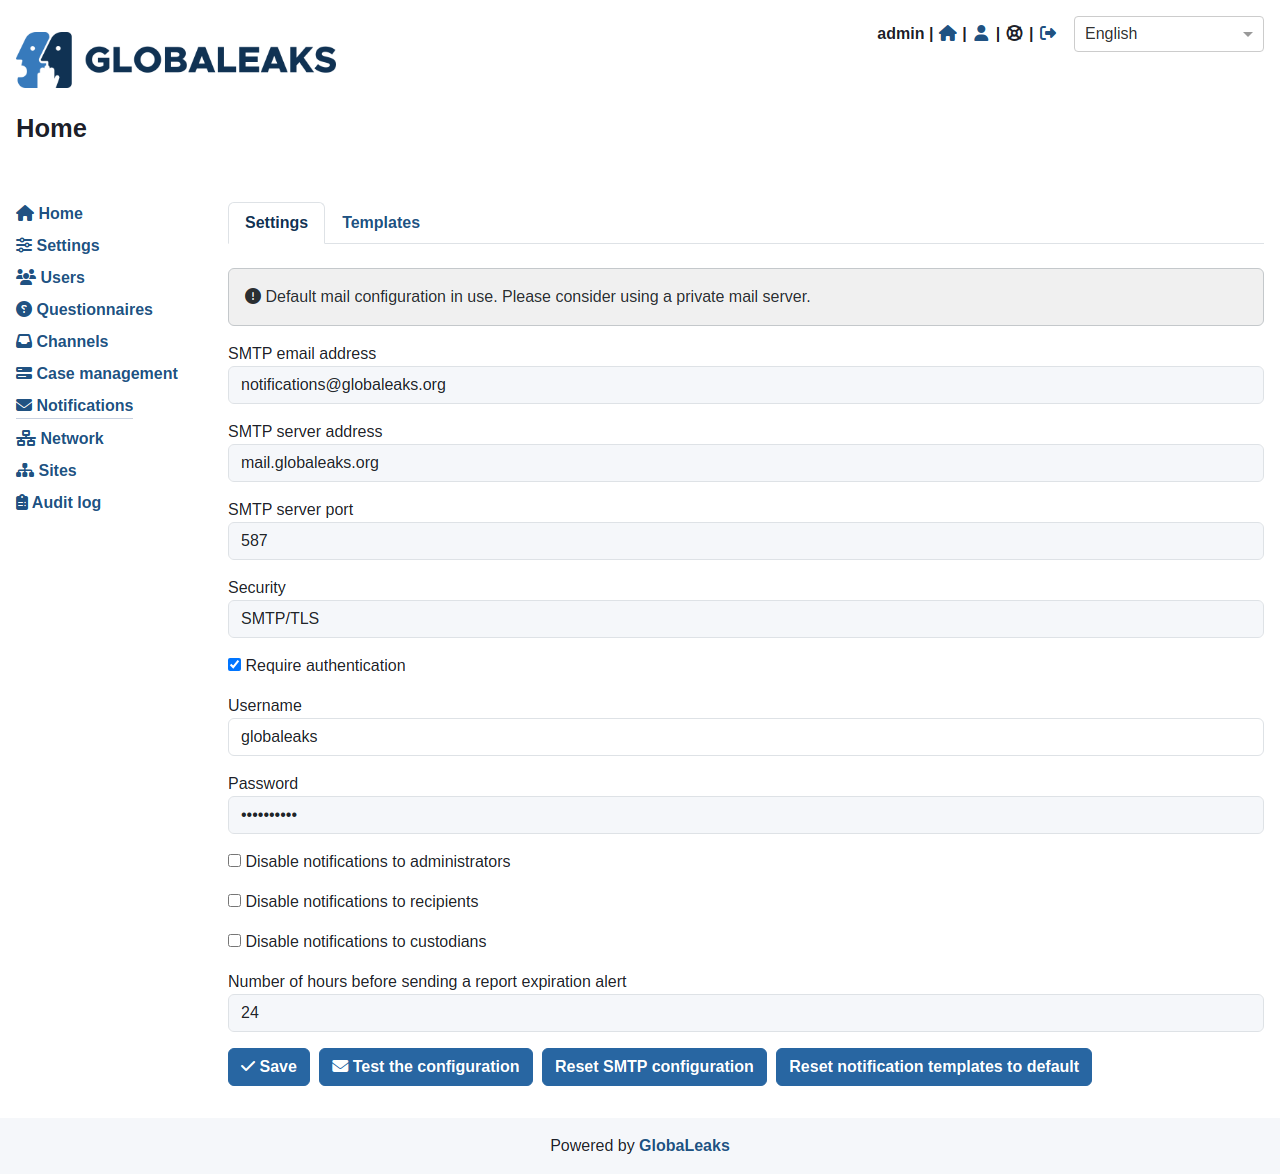 GLOBALEAKS
admin | | | |
English
Home
Home
Settings
Users
Questionnaires
Channels
Case management
Notifications
Network
Sites
Audit log
Settings
Templates
Default mail configuration in use. Please consider using a private mail server.
SMTP email address
notifications@globaleaks.org
SMTP server address
mail.globaleaks.org
SMTP server port
587
Security
SMTP/TLS
Require authentication
Username
globaleaks
Password
••••••••••
Disable notifications to administrators
Disable notifications to recipients
Disable notifications to custodians
Number of hours before sending a report expiration alert
24
Save
Test the configuration
Reset SMTP configuration
Reset notification templates to default
Powered by GlobaLeaks